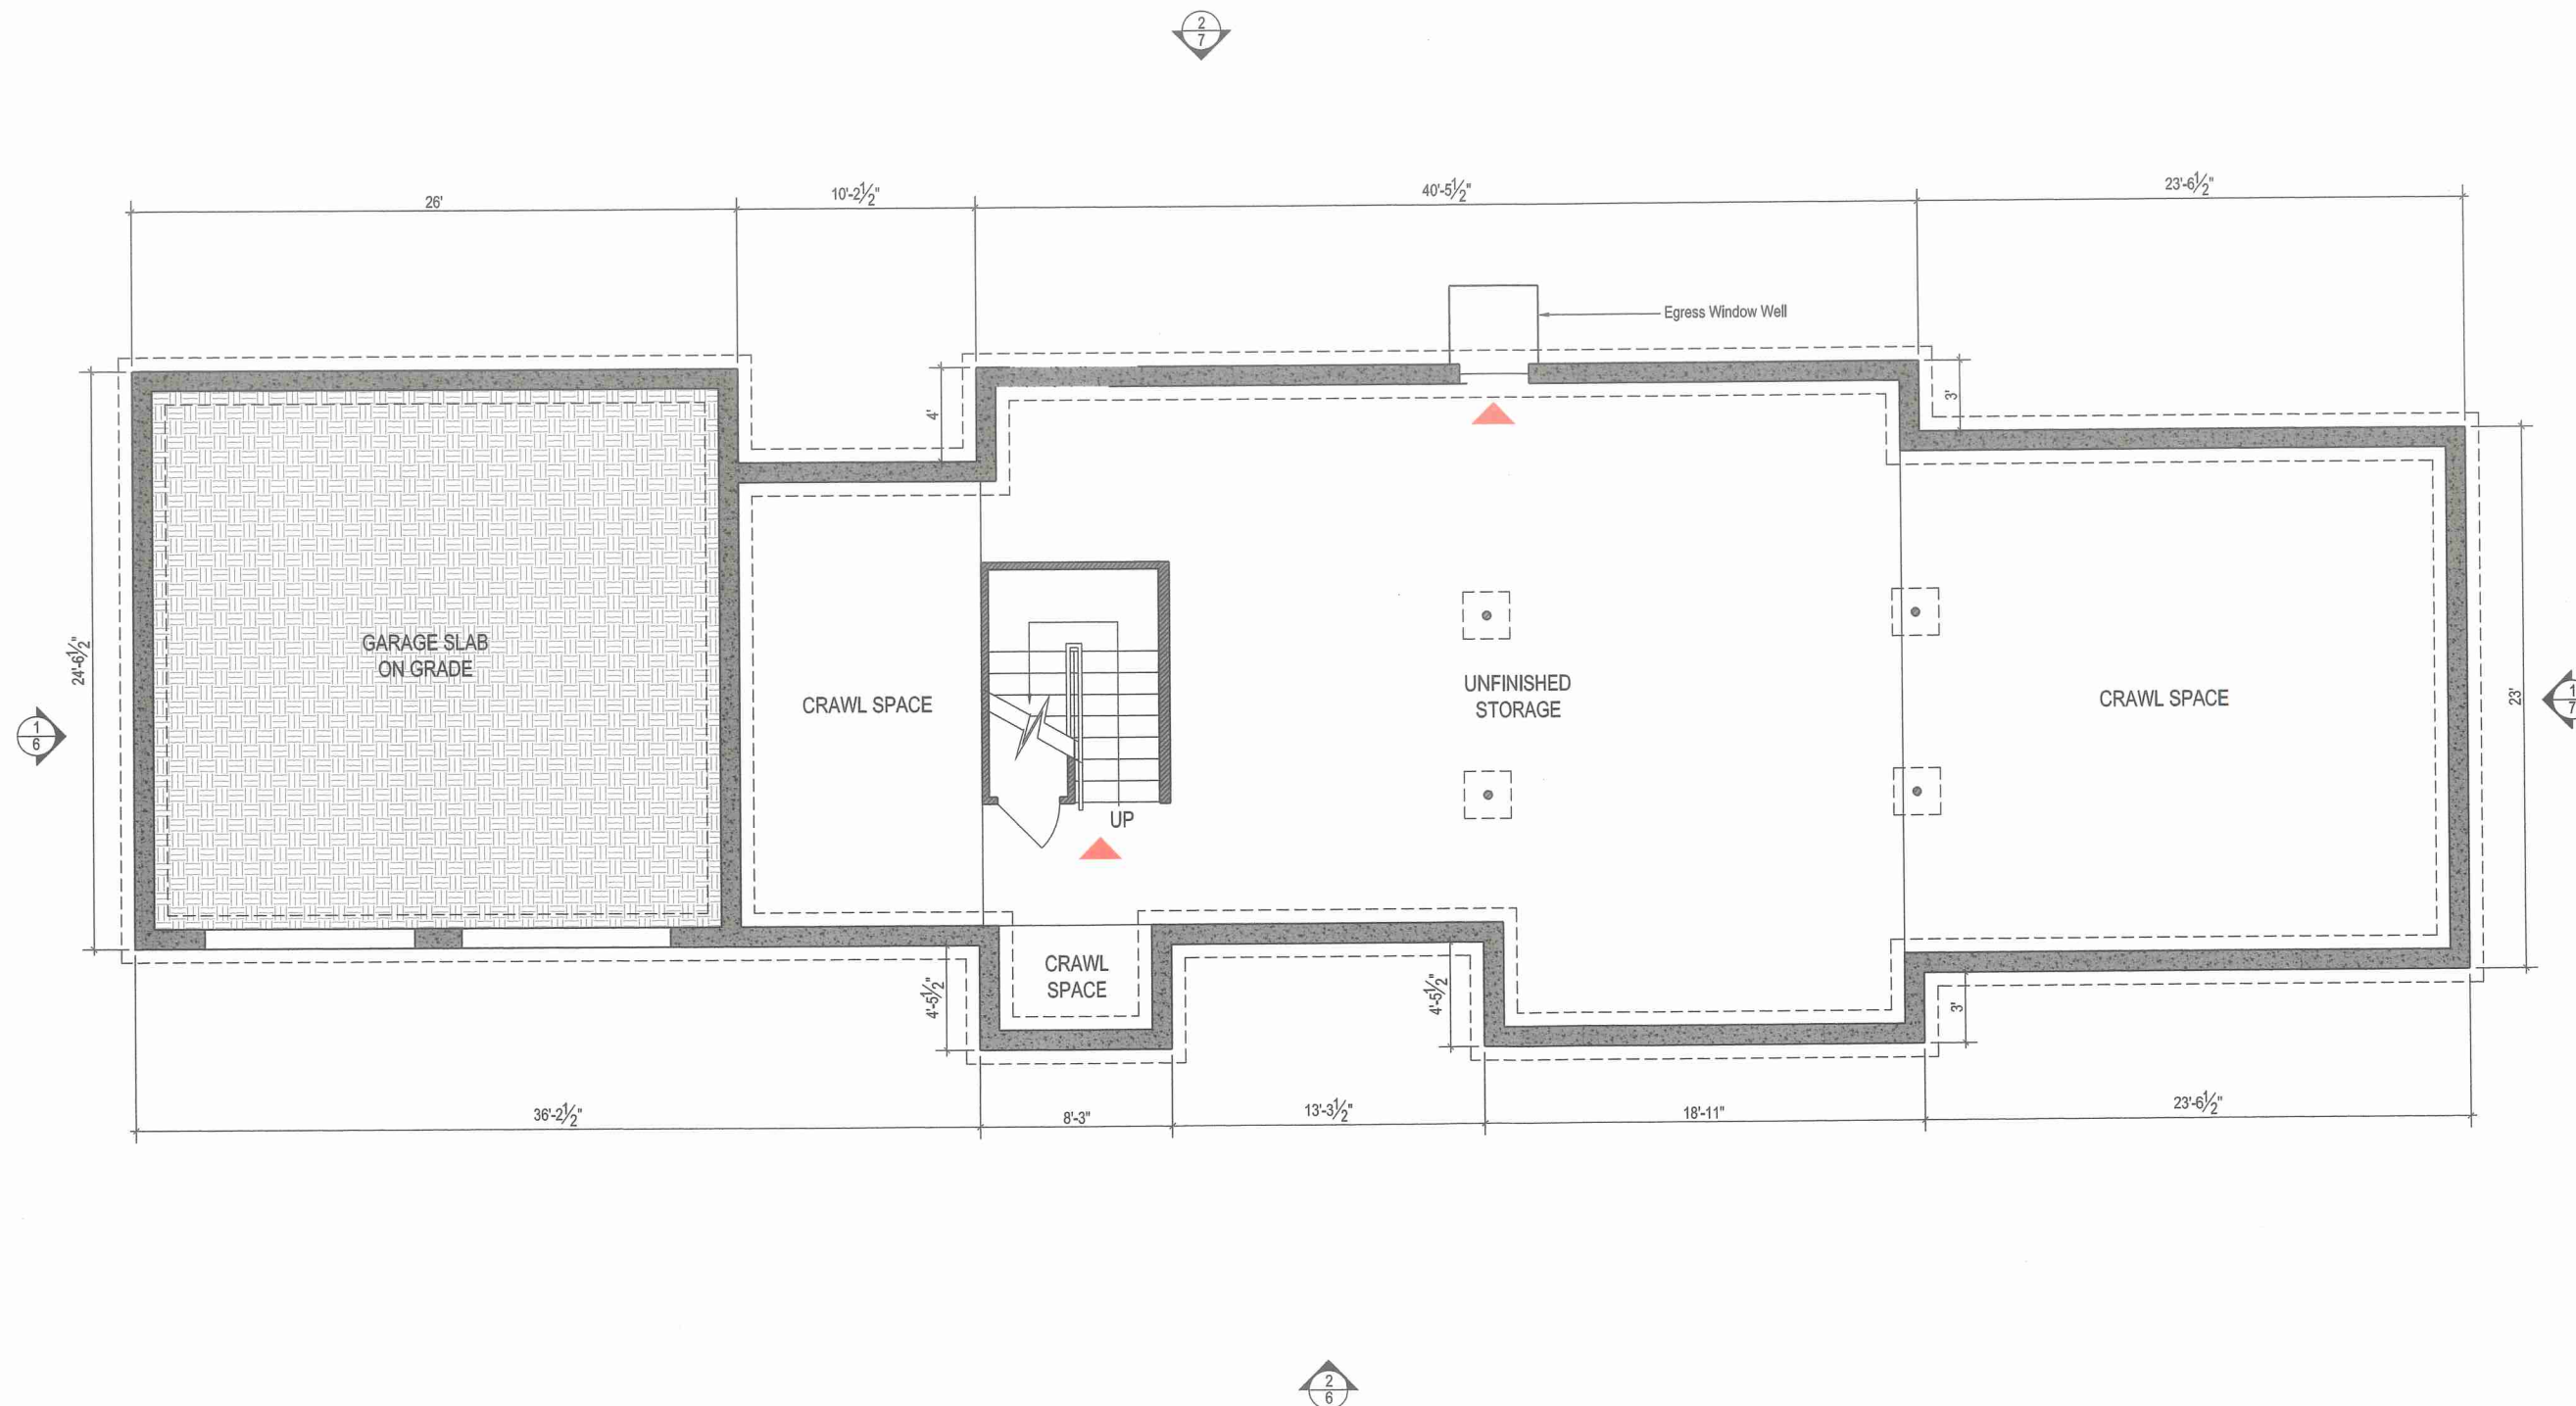 2
7
26'
10'-2½"
40'-5½"
23'-6½"
Egress Window Well
4'
3'
24'-6½"
GARAGE SLAB
ON GRADE
CRAWL SPACE
UNFINISHED
STORAGE
CRAWL SPACE
23'
1
6
1
7
UP
CRAWL
SPACE
4'-5½"
4'-5½"
3'
36'-2½"
8'-3"
13'-3½"
18'-11"
23'-6½"
2
6